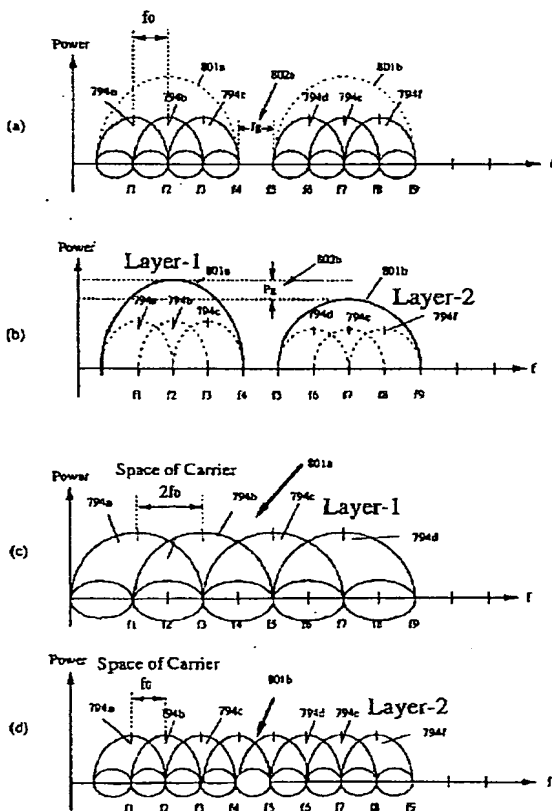 f0
Power
801a
802a
801b
794a
794b
794c
794d
794e
794f
fg
(a)
f1 f2 f3 f4 f5 f6 f7 f8 f9
f
Power
Layer-1
801a
802b
801b
Pg
Layer-2
794a
794b
794c
794d
794e
794f
(b)
f1 f2 f3 f4 f5 f6 f7 f8 f9
f
Space of Carrier
801a
Power
794a
2f0
794b
794c
Layer-1
794d
(c)
f1 f2 f3 f4 f5 f6 f7 f8 f9
f
Power
Space of Carrier
f0
801b
794a
794b
794c
794d
794e
Layer-2
794f
(d)
f1 f2 f3 f4 f5 f6 f7 f8 f9
f